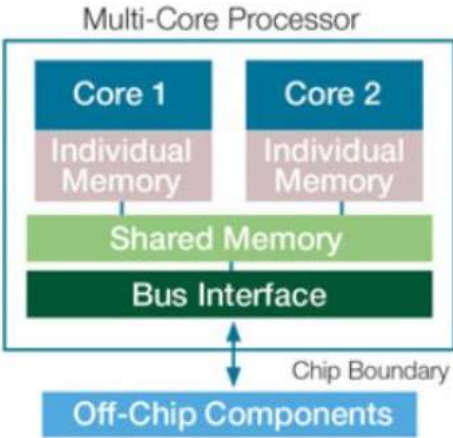 Multi-Core Processor
Core 1
Core 2
Individual
Memory
Individual
Memory
Shared Memory
Bus Interface
Chip Boundary
Off-Chip Components